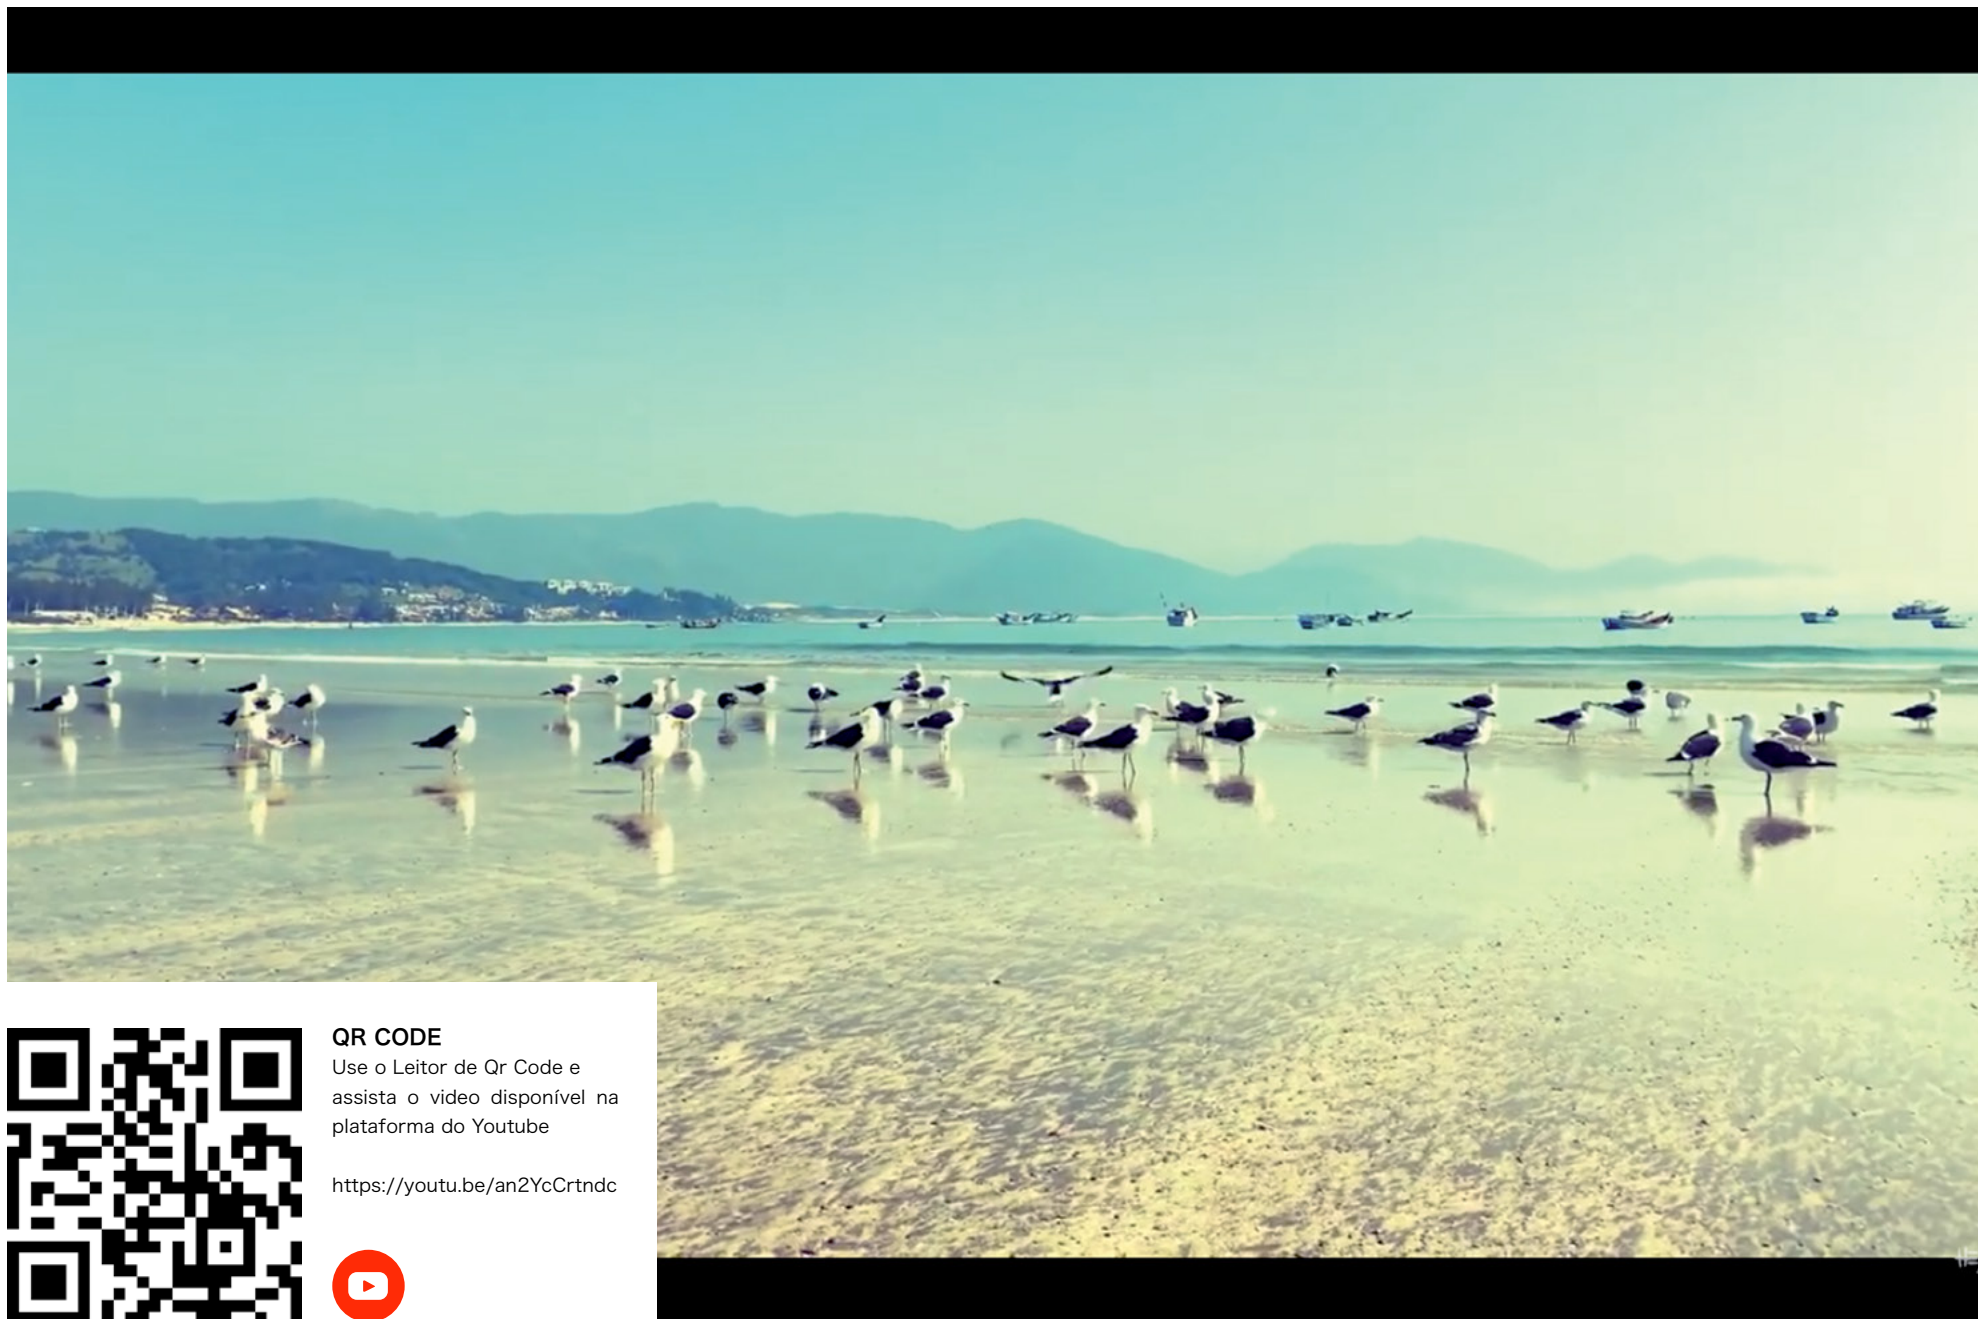 QR CODE
Use o Leitor de Qr Code e
assista o video disponível na
plataforma do Youtube
https://youtu.be/an2YcCrtndc